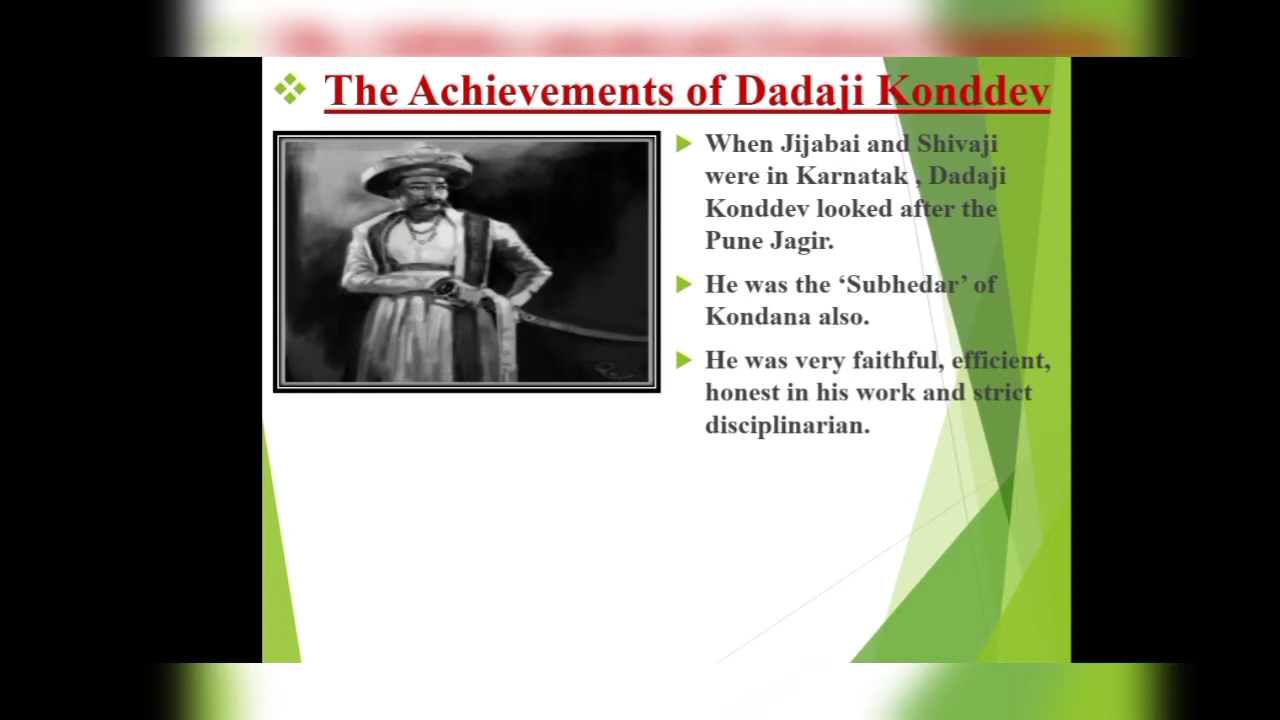 The Achievements of Dadaji Konddev
When Jijabai and Shivaji
were in Karnatak , Dadaji
Konddev looked after the
Pune Jagir.
He was the ‘Subhedar’ of
Kondana also.
He was very faithful, efficient,
honest in his work and strict
disciplinarian.